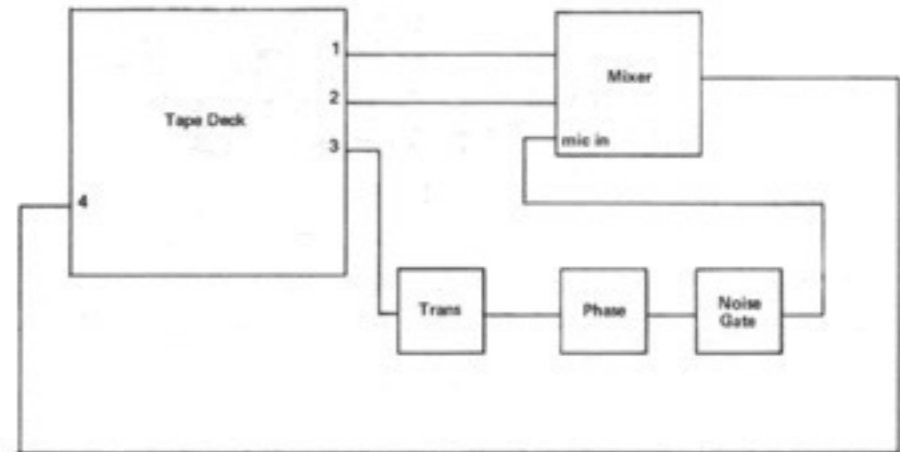 1
Mixer
2
Tape Deck
3
mic in
4
Trans
Phase
Noise
Gate